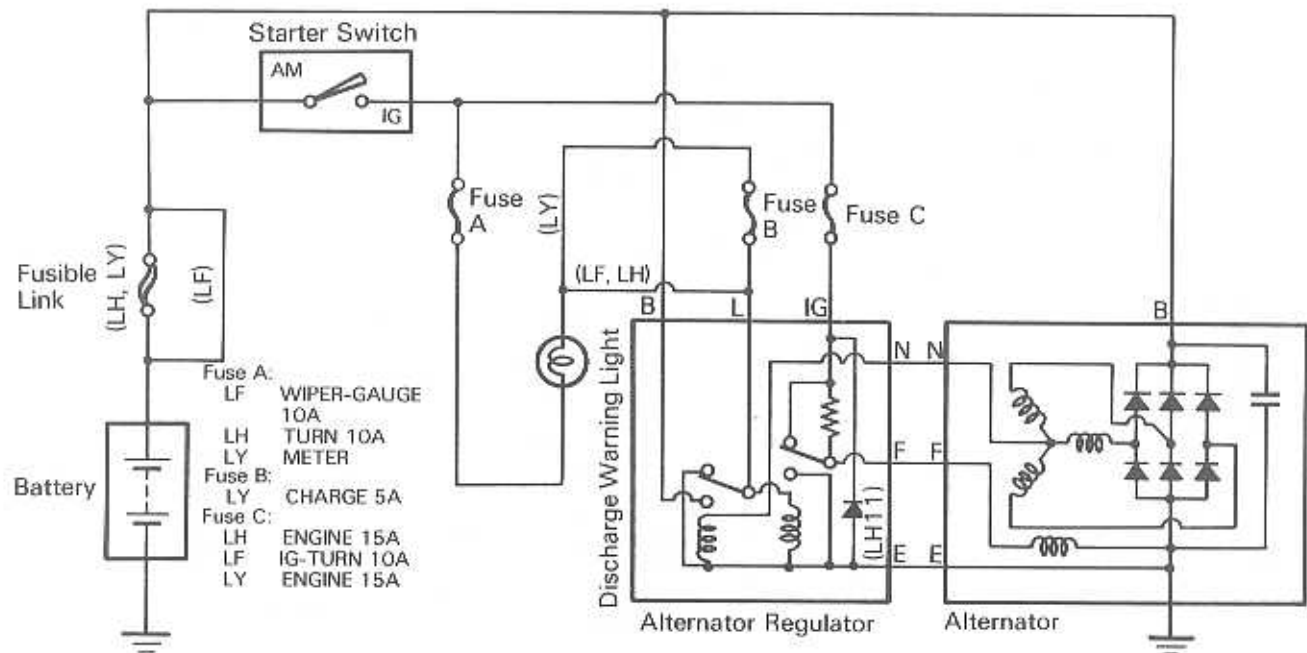 Starter Switch
AM
IG
Fuse A
(LY)
Fuse B
Fuse C
Fusible Link
(LH, LY)
(LF)
(LF, LH)
B
L
IG
B
N
N
F
F
E
E
(LH11)
Discharge Warning Light
Battery
Fuse A:
LF WIPER-GAUGE
10A
LH TURN 10A
LY METER
Fuse B:
LY CHARGE 5A
Fuse C:
LH ENGINE 15A
LF IG-TURN 10A
LY ENGINE 15A
Alternator Regulator
Alternator